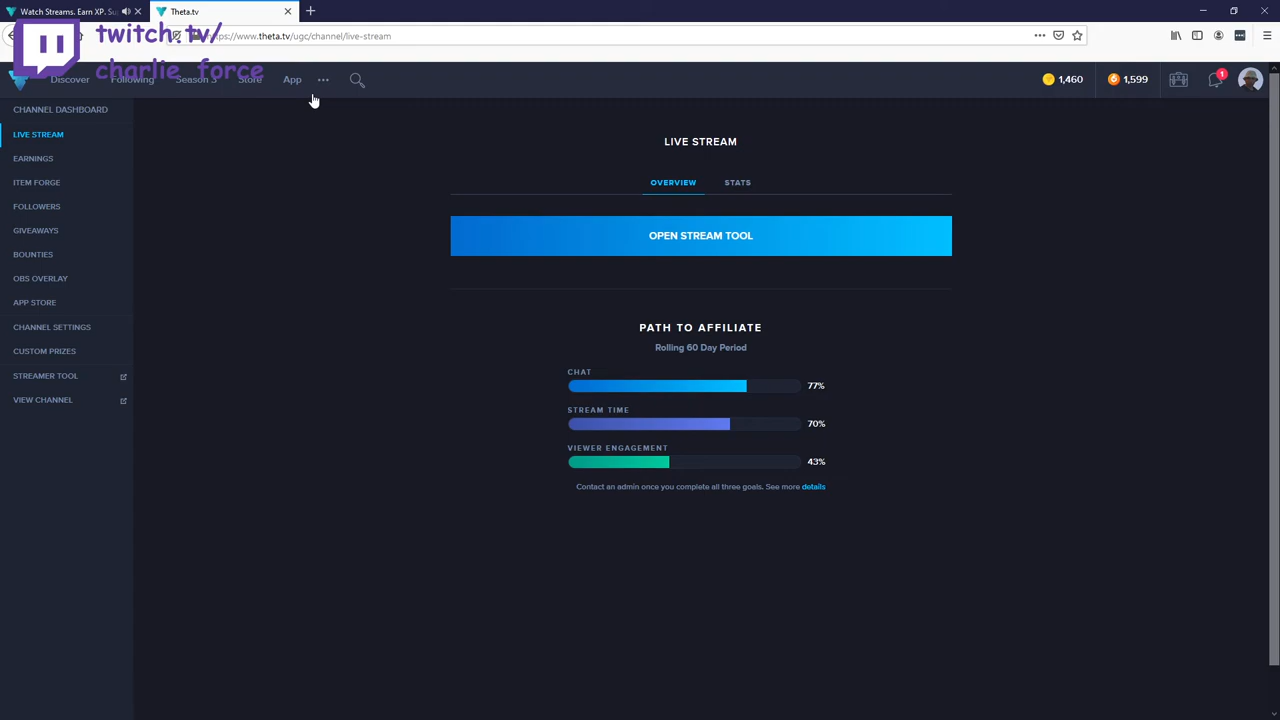 Watch Streams. Earn XP. Su
Theta.tv
twitch.tv/
charlie_force
ttps://www.theta.tv/ugc/channel/live-stream
Discover Following Season 3 Store App
1,460 1,599 1
CHANNEL DASHBOARD
LIVE STREAM
EARNINGS
ITEM FORGE
FOLLOWERS
GIVEAWAYS
BOUNTIES
OBS OVERLAY
APP STORE
CHANNEL SETTINGS
CUSTOM PRIZES
STREAMER TOOL
VIEW CHANNEL
LIVE STREAM
OVERVIEW STATS
OPEN STREAM TOOL
PATH TO AFFILIATE
Rolling 60 Day Period
CHAT
77%
STREAM TIME
70%
VIEWER ENGAGEMENT
43%
Contact an admin once you complete all three goals. See more details